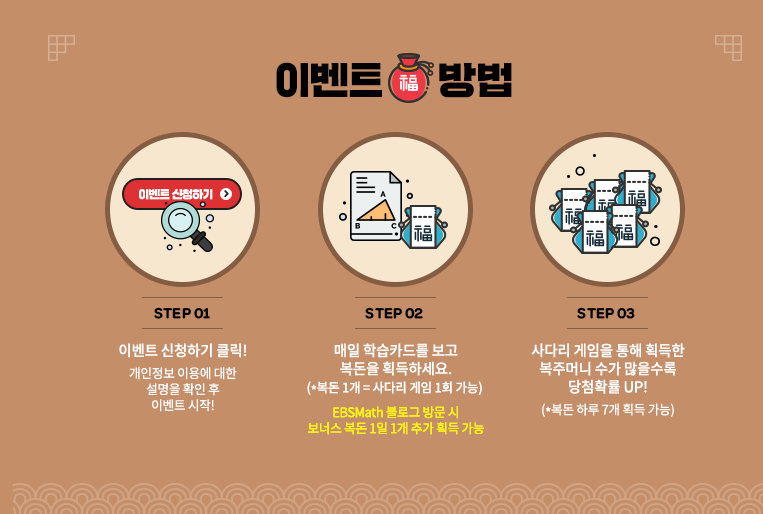 이벤트 福 방법
이벤트 신청하기
A
B C
福
福
福
福
福
福
STEP 01
이벤트 신청하기 클릭!
개인정보 이용에 대한
설명을 확인 후
이벤트 시작!
STEP 02
매일 학습카드를 보고
복돈을 획득하세요.
(*복돈 1개 = 사다리 게임 1회 가능)
EBSMath 블로그 방문 시
보너스 복돈 1일 1개 추가 획득 가능
STEP 03
사다리 게임을 통해 획득한
복주머니 수가 많을수록
당첨확률 UP!
(*복돈 하루 7개 획득 가능)